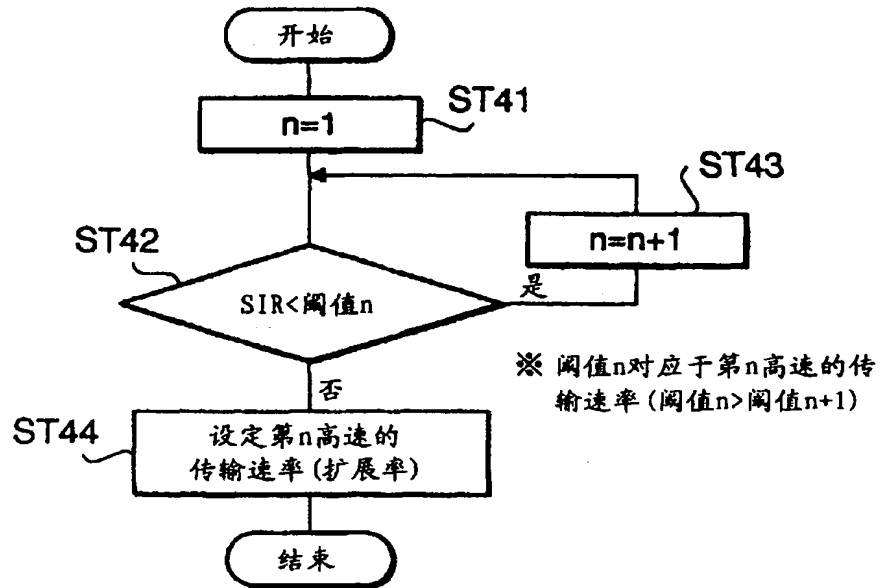 开始
ST41
n=1
ST43
n=n+1
ST42
SIR<阈值n
是
※ 阈值n对应于第n高速的传
输速率(阈值n>阈值n+1)
否
ST44
设定第n高速的
传输速率(扩展率)
结束